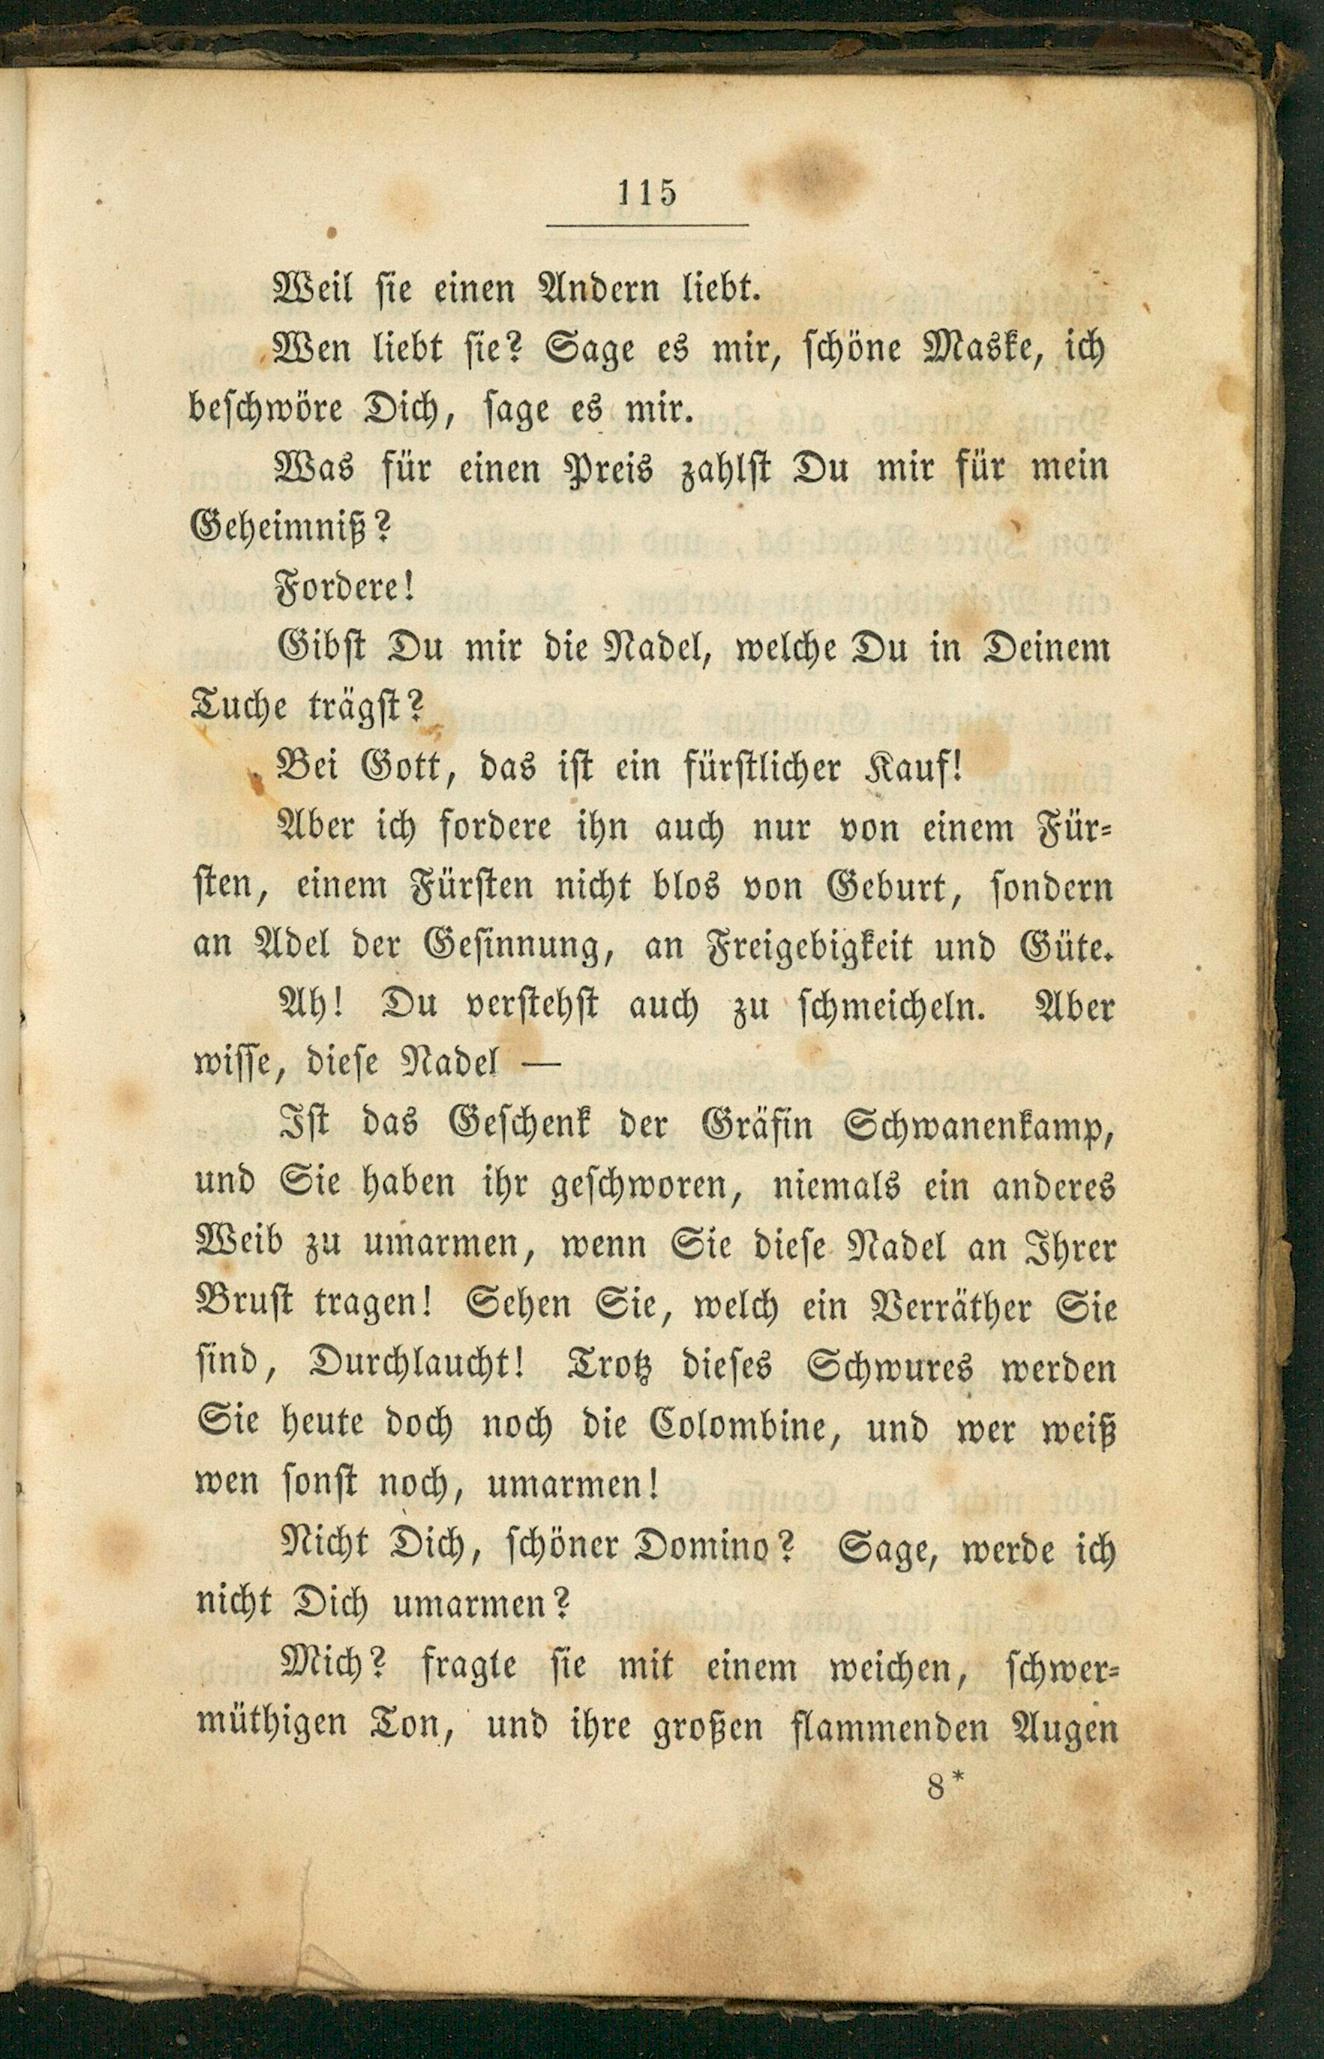 115
Weil sie einen Andern liebt.
Wen liebt sie? Sage es mir, schöne Maske, ich
beschwöre Dich, sage es mir.
Was für einen Preis zahlst Du mir für mein
Geheimniß?
Fordere!
Gibst Du mir die Nadel, welche Du in Deinem
Tuche trägst?
Bei Gott, das ist ein fürstlicher Kauf!
Aber ich fordere ihn auch nur von einem Für-
sten, einem Fürsten nicht blos von Geburt, sondern
an Adel der Gesinnung, an Freigebigkeit und Güte.
Ah! Du verstehst auch zu schmeicheln. Aber
wisse, diese Nadel —
Ist das Geschenk der Gräfin Schwanenkamp,
und Sie haben ihr geschworen, niemals ein anderes
Weib zu umarmen, wenn Sie diese Nadel an Ihrer
Brust tragen! Sehen Sie, welch ein Verräther Sie
sind, Durchlaucht! Trotz dieses Schwures werden
Sie heute doch noch die Colombine, und wer weiß
wen sonst noch, umarmen!
Nicht Dich, schöner Domino? Sage, werde ich
nicht Dich umarmen?
Mich? fragte sie mit einem weichen, schwer-
müthigen Ton, und ihre großen flammenden Augen
8*